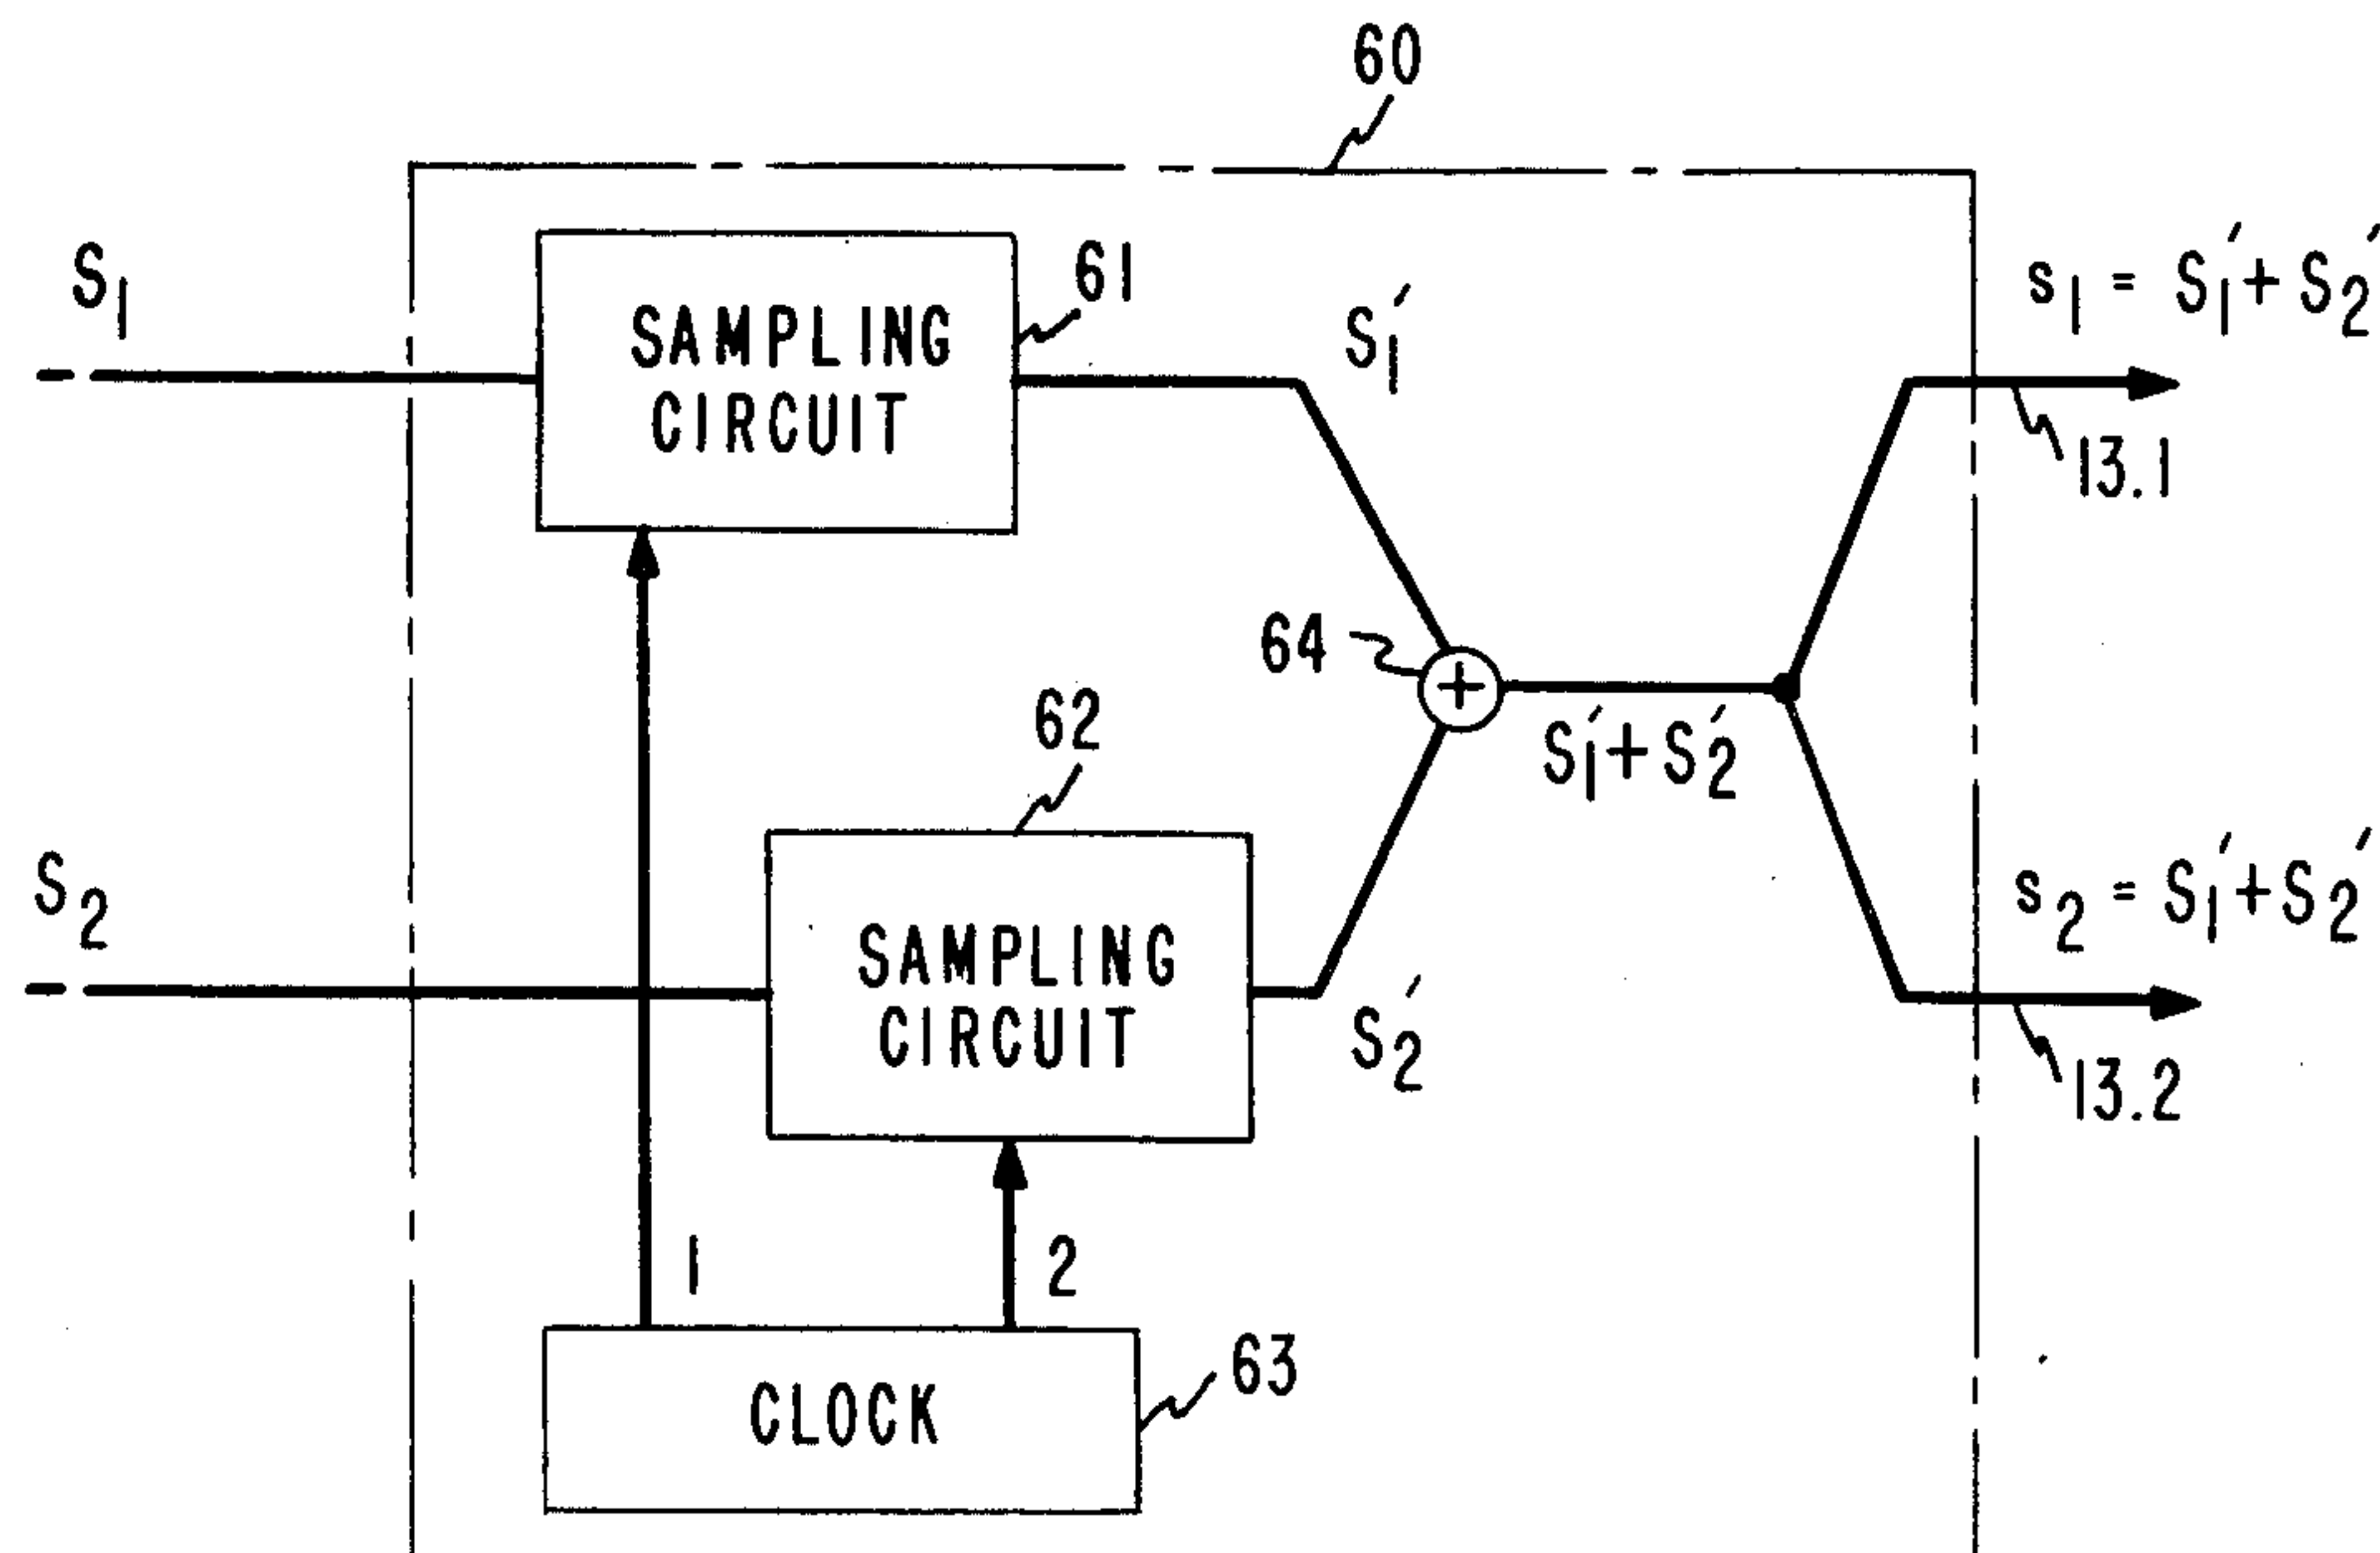 60
S₁
SAMPLING
CIRCUIT
61
S₁′
s₁ = S₁′ + S₂′
13.1
64
S₁′ + S₂′
62
S₂
SAMPLING
CIRCUIT
S₂′
s₂ = S₁′ + S₂′
13.2
1
2
CLOCK
63